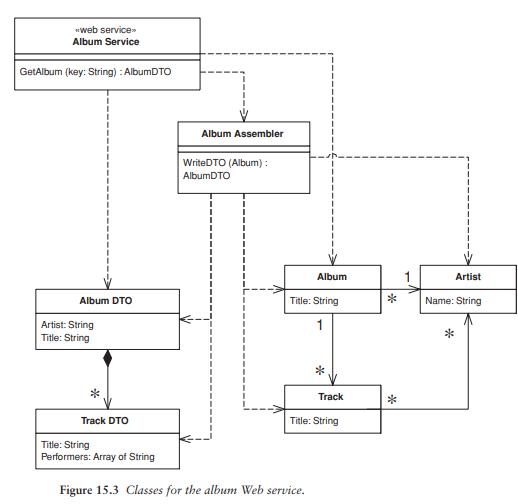 «web service»
Album Service
GetAlbum (key: String) : AlbumDTO
Album Assembler
WriteDTO (Album) :
AlbumDTO
Album
Title: String
1
*
Artist
Name: String
Album DTO
Artist: String
Title: String
1
*
*
*
Track
Title: String
*
Track DTO
Title: String
Performers: Array of String
Figure 15.3 Classes for the album Web service.